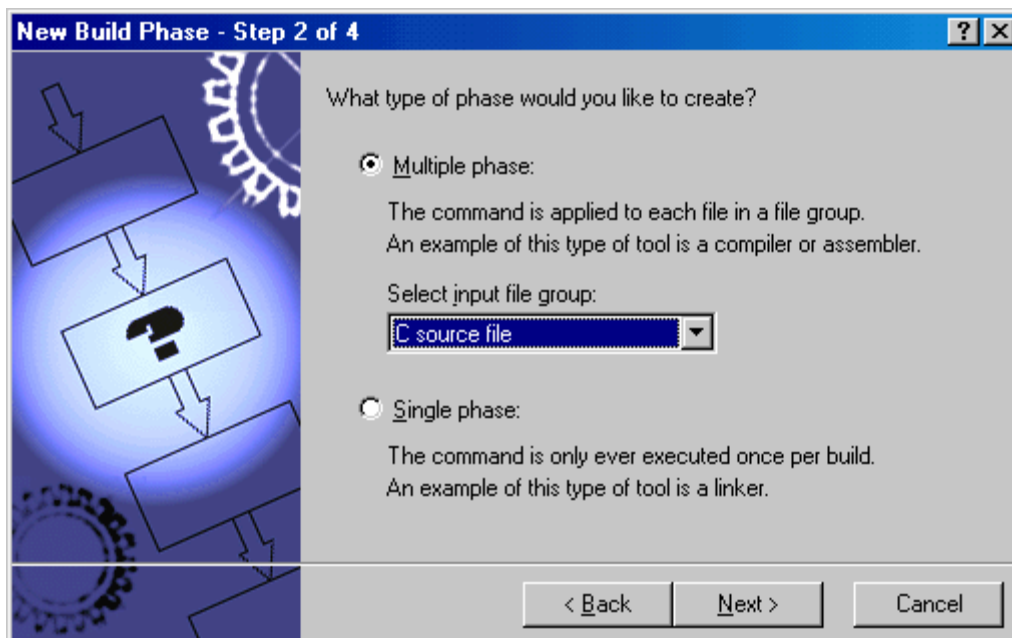 New Build Phase - Step 2 of 4
What type of phase would you like to create?
Multiple phase:
The command is applied to each file in a file group.
An example of this type of tool is a compiler or assembler.
Select input file group:
C source file
Single phase:
The command is only ever executed once per build.
An example of this type of tool is a linker.
< Back
Next >
Cancel